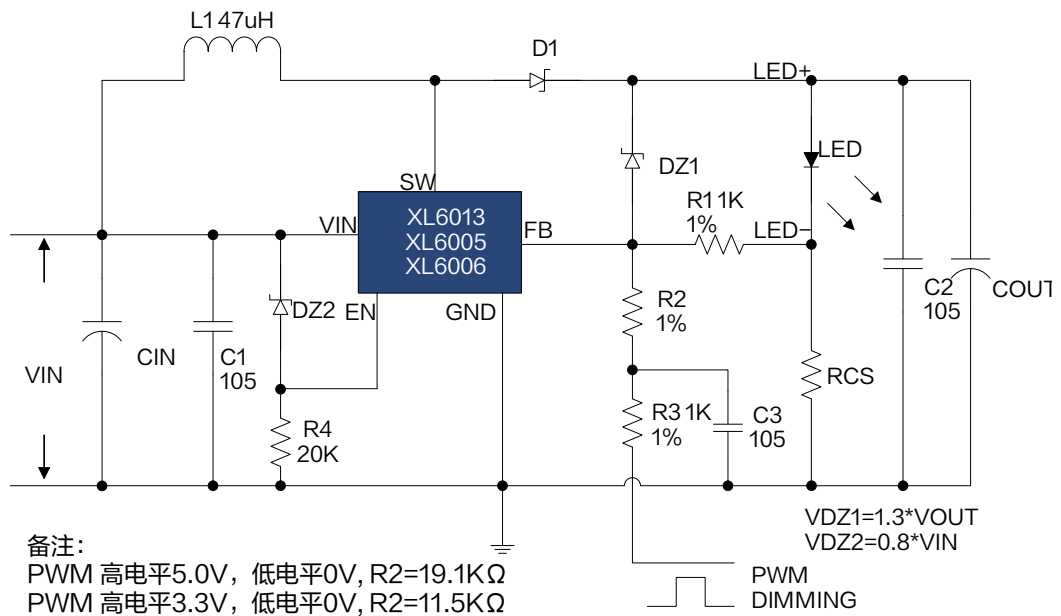 L1 47uH
D1
LED+
DZ1
LED
SW
XL6013
XL6005
XL6006
VIN
FB
R1 1K
1%
LED-
DZ2
EN
GND
R2
1%
C2
105
COUT
VIN
CIN
C1
105
RCS
R4
20K
R3 1K
1%
C3
105
VDZ1=1.3*VOUT
VDZ2=0.8*VIN
备注：
PWM 高电平5.0V，低电平0V, R2=19.1KΩ
PWM 高电平3.3V，低电平0V, R2=11.5KΩ
PWM
DIMMING